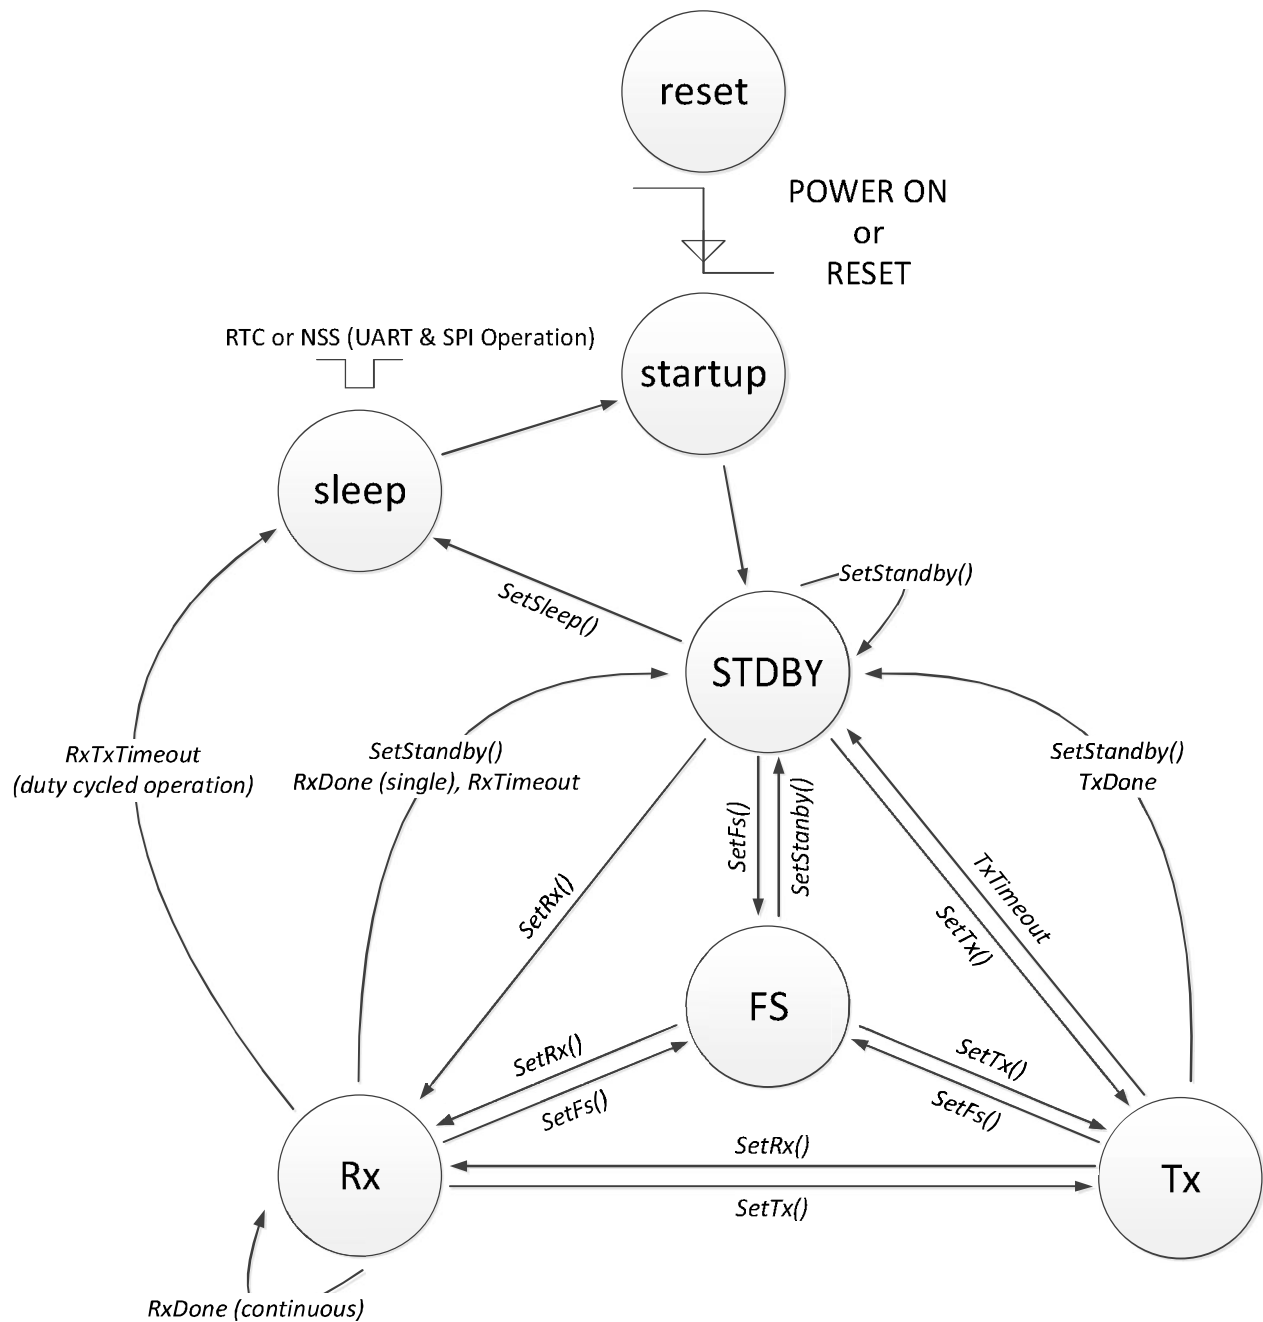 reset
POWER ON
or
RESET
RTC or NSS (UART & SPI Operation)
startup
sleep
SetStandby()
SetSleep()
STDBY
RxTxTimeout
(duty cycled operation)
SetStandby()
RxDone (single), RxTimeout
SetStandby()
TxDone
SetFs()
SetStanby()
SetRx()
TxTimeout
SetTx()
FS
SetRx()
SetFs()
SetTx()
SetFs()
SetRx()
Rx
Tx
SetTx()
RxDone (continuous)